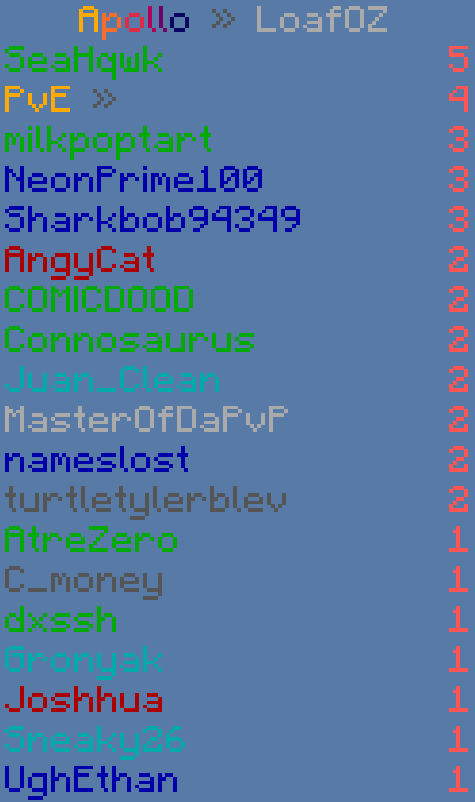 Apollo » LoafOZ
SeaHqwk 5
PvE » 4
milkpoptart 3
NeonPrime100 3
Sharkbob94349 3
AngyCat 2
COMICDOOD 2
Connosaurus 2
Juan_Clean 2
MasterOfDaPvP 2
nameslost 2
turtletylerblev 2
AtreZero 1
C_money 1
dxssh 1
Gronyak 1
Joshhua 1
Sneaky26 1
UghEthan 1